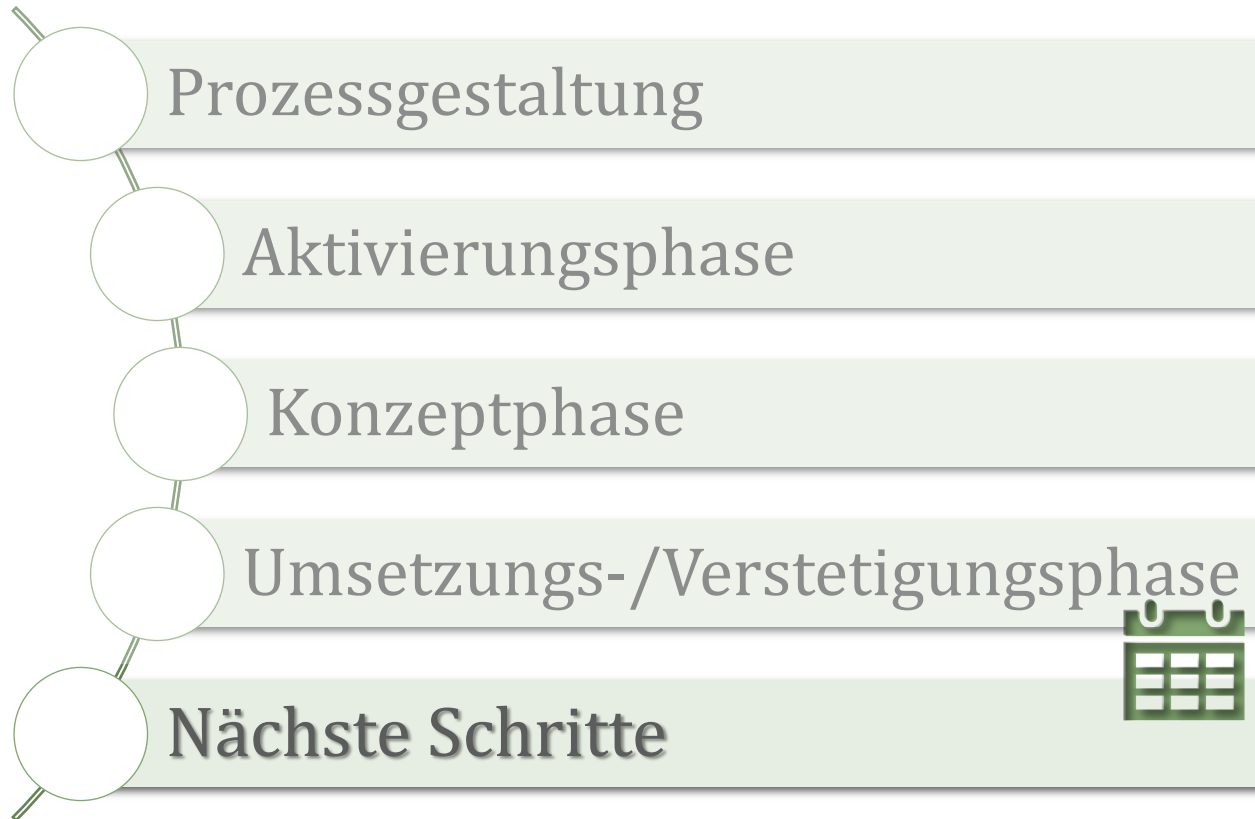 Prozessgestaltung
Aktivierungsphase
Konzeptphase
Umsetzungs-/Verstetigungsphase
Nächste Schritte